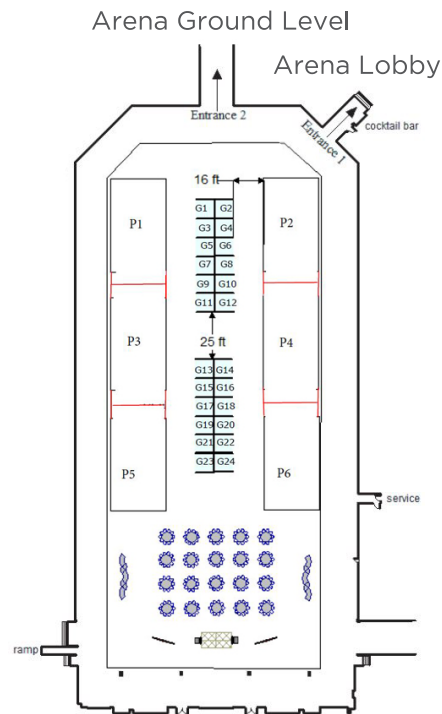 Arena Ground Level
Arena Lobby
Entrance 2
Entrance 1
cocktail bar
16 ft
P1
P2
G1 G2
G3 G4
G5 G6
G7 G8
G9 G10
G11 G12
P3
P4
25 ft
G13 G14
G15 G16
G17 G18
G19 G20
G21 G22
G23 G24
P5
P6
service
ramp